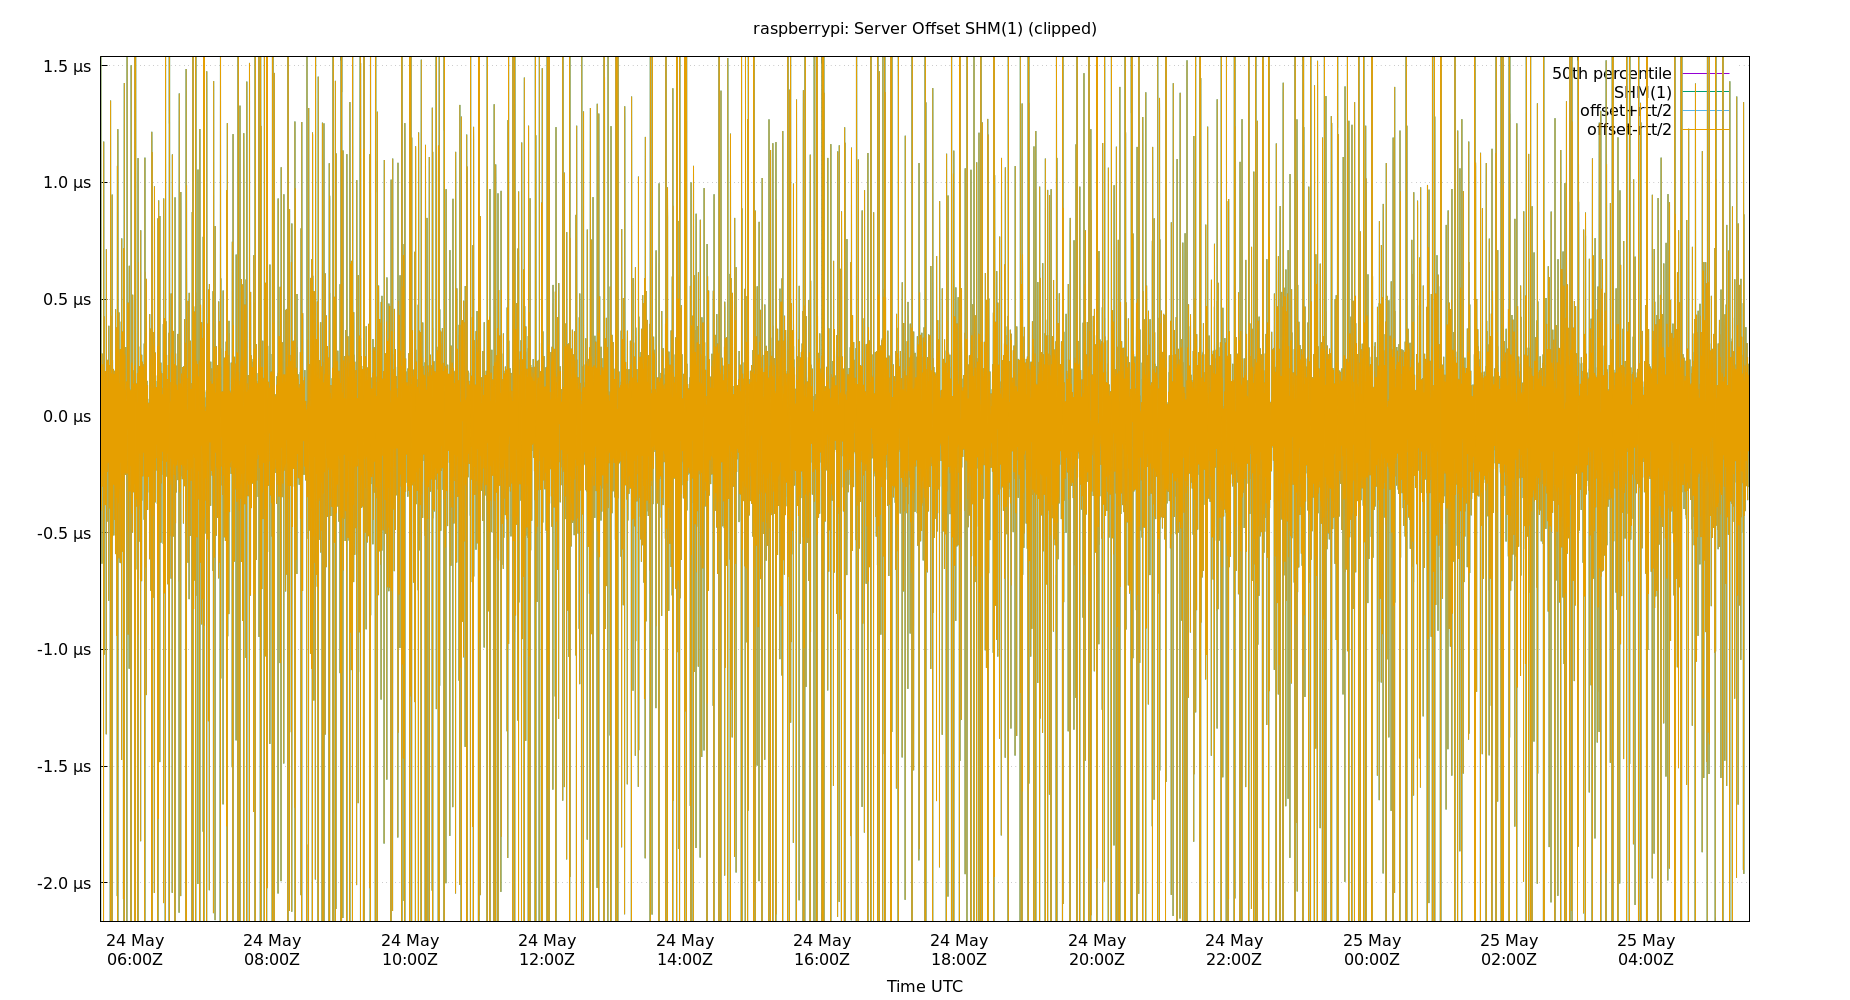 raspberrypi: Server Offset SHM(1) (clipped)
1.5 µs
1.0 µs
0.5 µs
0.0 µs
-0.5 µs
-1.0 µs
-1.5 µs
-2.0 µs
50th percentile
SHM(1)
offset+rtt/2
offset-rtt/2
24 May 24 May 24 May 24 May 24 May 24 May 24 May 24 May 24 May 25 May 25 May 25 May
06:00Z 08:00Z 10:00Z 12:00Z 14:00Z 16:00Z 18:00Z 20:00Z 22:00Z 00:00Z 02:00Z 04:00Z
Time UTC